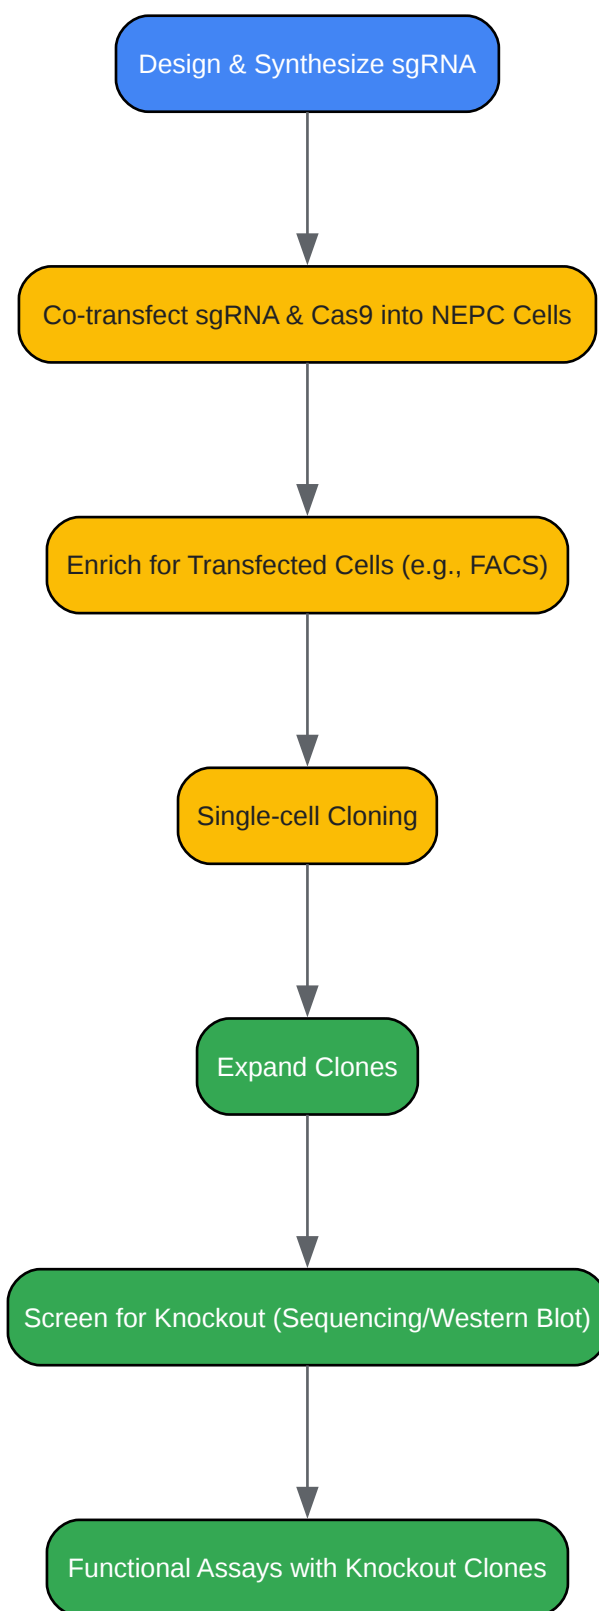 Design & Synthesize sgRNA
Co-transfect sgRNA & Cas9 into NEPC Cells
Enrich for Transfected Cells (e.g., FACS)
Single-cell Cloning
Expand Clones
Screen for Knockout (Sequencing/Western Blot)
Functional Assays with Knockout Clones